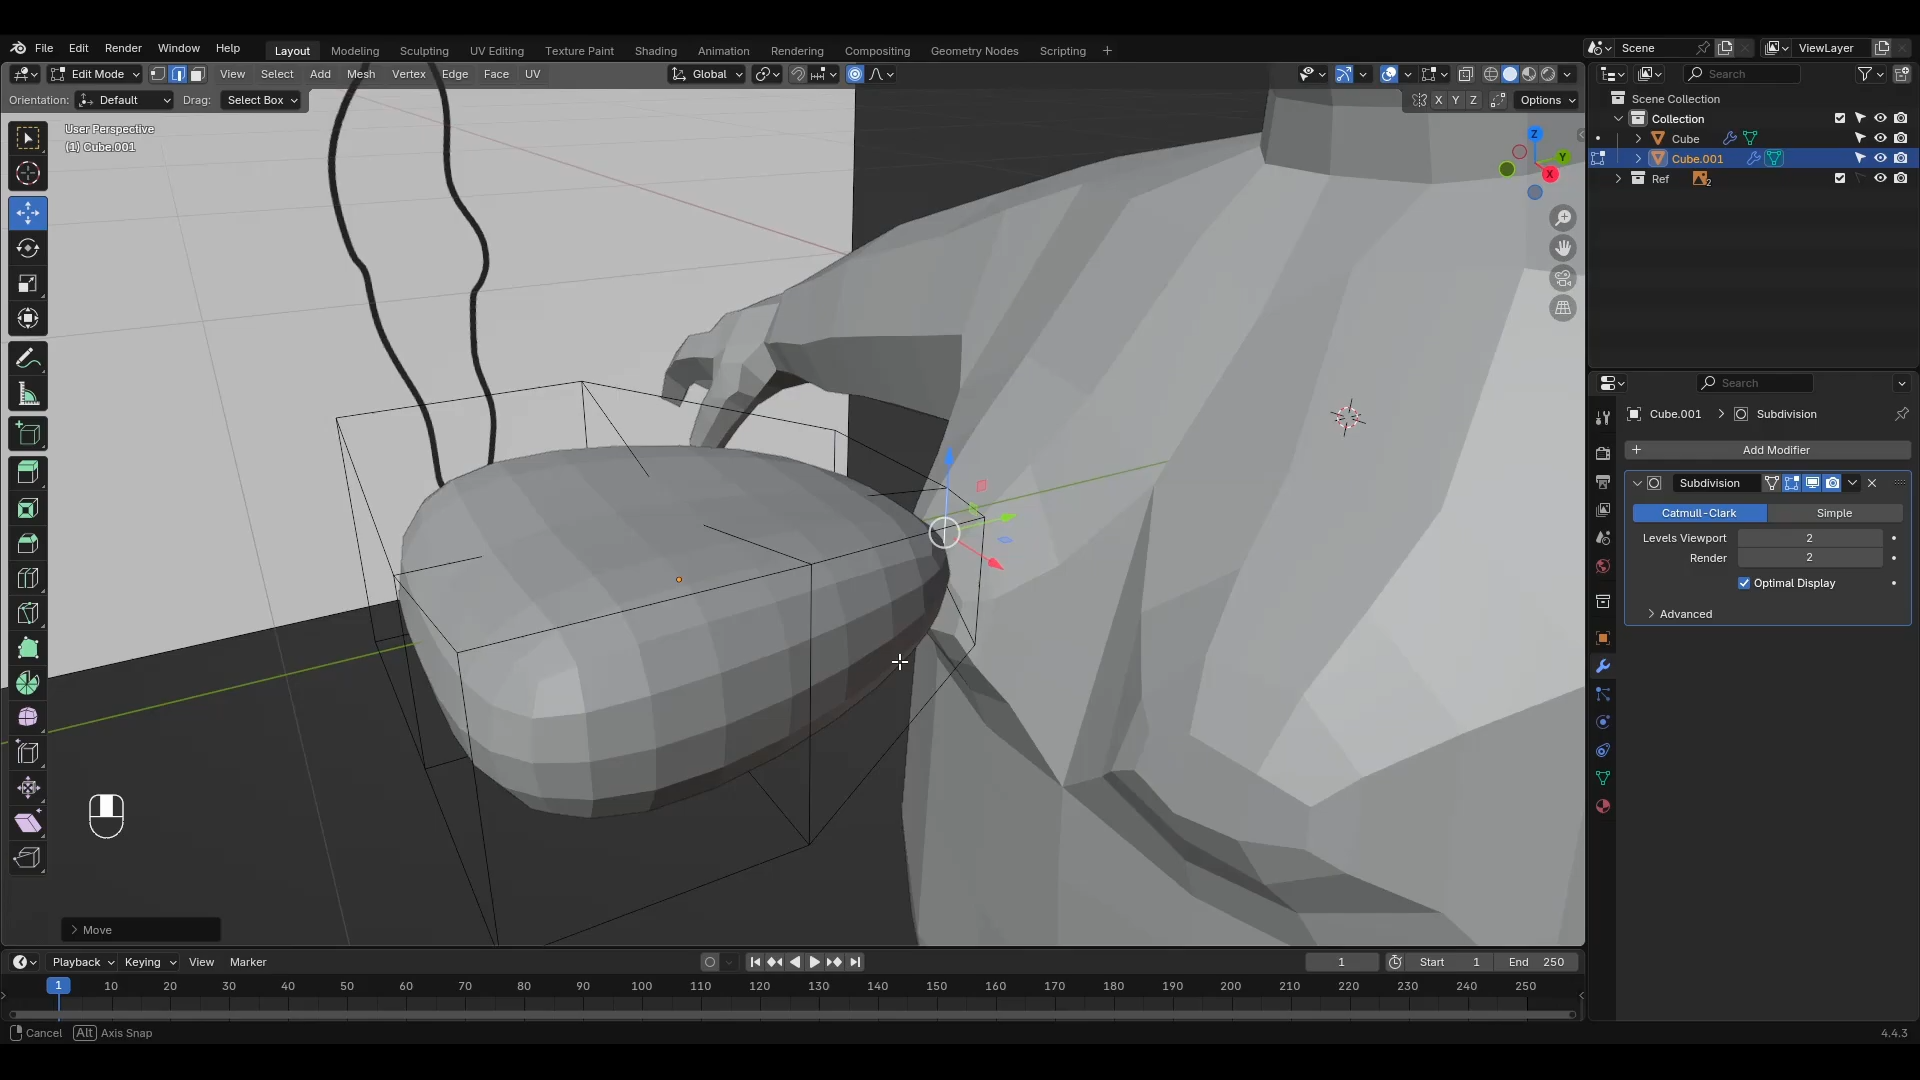 File Edit Render Window Help Layout Modeling Sculpting UV Editing Texture Paint Shading Animation Rendering Compositing Geometry Nodes Scripting + Scene ViewLayer
Edit Mode View Select Add Mesh Vertex Edge Face UV Global Search
Orientation: Default Drag: Select Box X Y Z Options
Scene Collection
Collection
Cube
Cube.001
Ref 2
User Perspective
(1) Cube.001
Z
Y
X
Search
Cube.001 > Subdivision
+ Add Modifier
Subdivision
Catmull-Clark Simple
Levels Viewport 2
Render 2
Optimal Display
Advanced
> Move
Playback Keying View Marker 1 Start 1 End 250
1 10 20 30 40 50 60 70 80 90 100 110 120 130 140 150 160 170 180 190 200 210 220 230 240 250
Cancel Alt Axis Snap 4.4.3